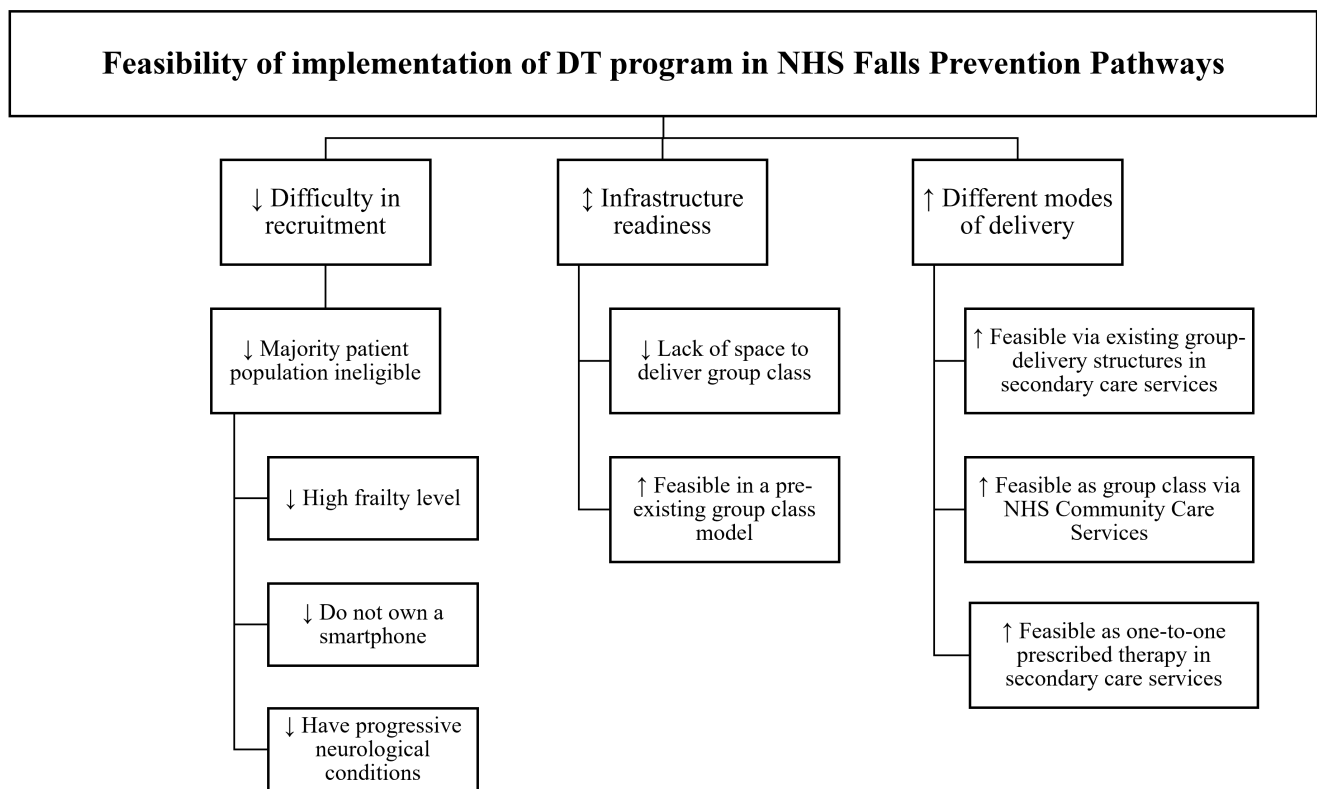 Feasibility of implementation of DT program in NHS Falls Prevention Pathways
↓ Difficulty in
recruitment
↓ Majority patient
population ineligible
↓ High frailty level
↓ Do not own a
smartphone
↓ Have progressive
neurological
conditions
↕ Infrastructure
readiness
↓ Lack of space to
deliver group class
↑ Feasible in a pre-
existing group class
model
↑ Different modes
of delivery
↑ Feasible via existing group-
delivery structures in
secondary care services
↑ Feasible as group class via
NHS Community Care
Services
↑ Feasible as one-to-one
prescribed therapy in
secondary care services